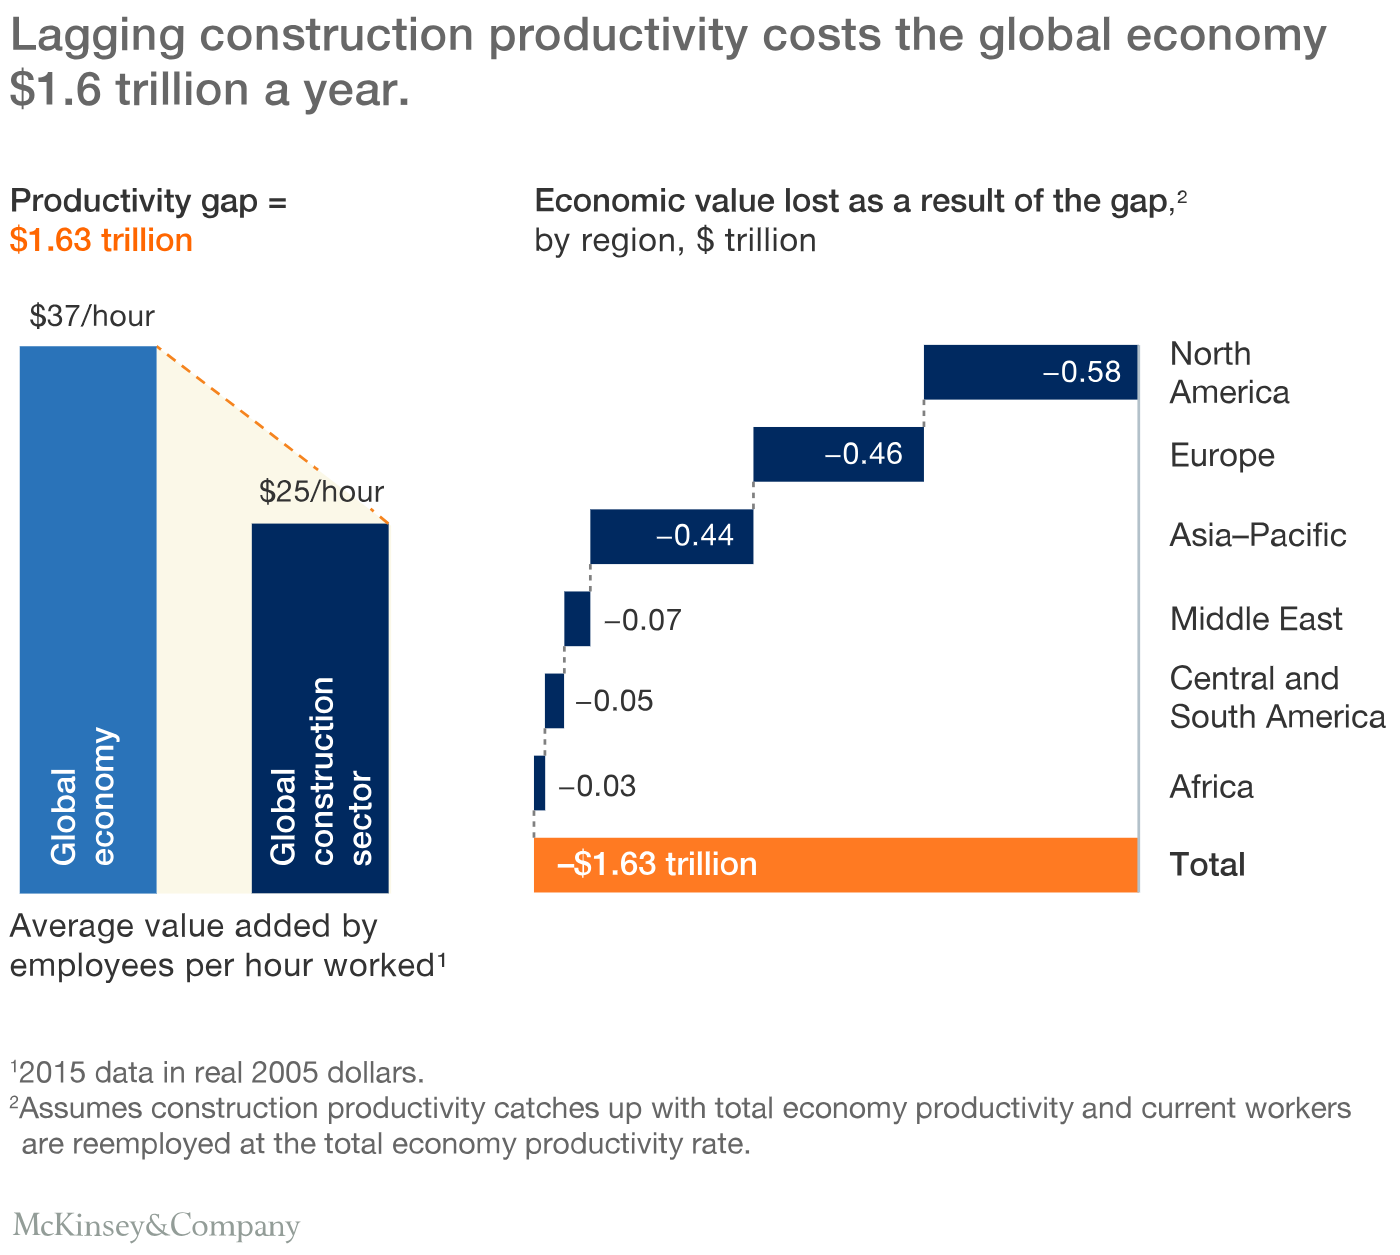 Lagging construction productivity costs the global economy
$1.6 trillion a year.
Productivity gap =
$1.63 trillion
$37/hour
$25/hour
Global
economy
Global
construction
sector
Average value added by
employees per hour worked¹
Economic value lost as a result of the gap,²
by region, $ trillion
–0.58
North
America
–0.46
Europe
–0.44
Asia–Pacific
–0.07
Middle East
–0.05
Central and
South America
–0.03
Africa
–$1.63 trillion
Total
¹2015 data in real 2005 dollars.
²Assumes construction productivity catches up with total economy productivity and current workers
are reemployed at the total economy productivity rate.
McKinsey&Company